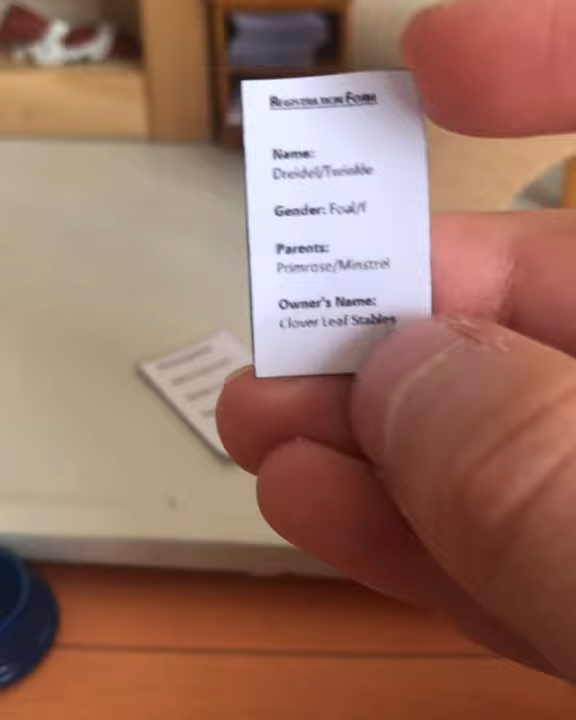 Registration Form
Name:
Dreidel/Twinkle
Gender: Foal/f
Parents:
Primrose/Minstrel
Owner's Name:
Clover Leaf Stables